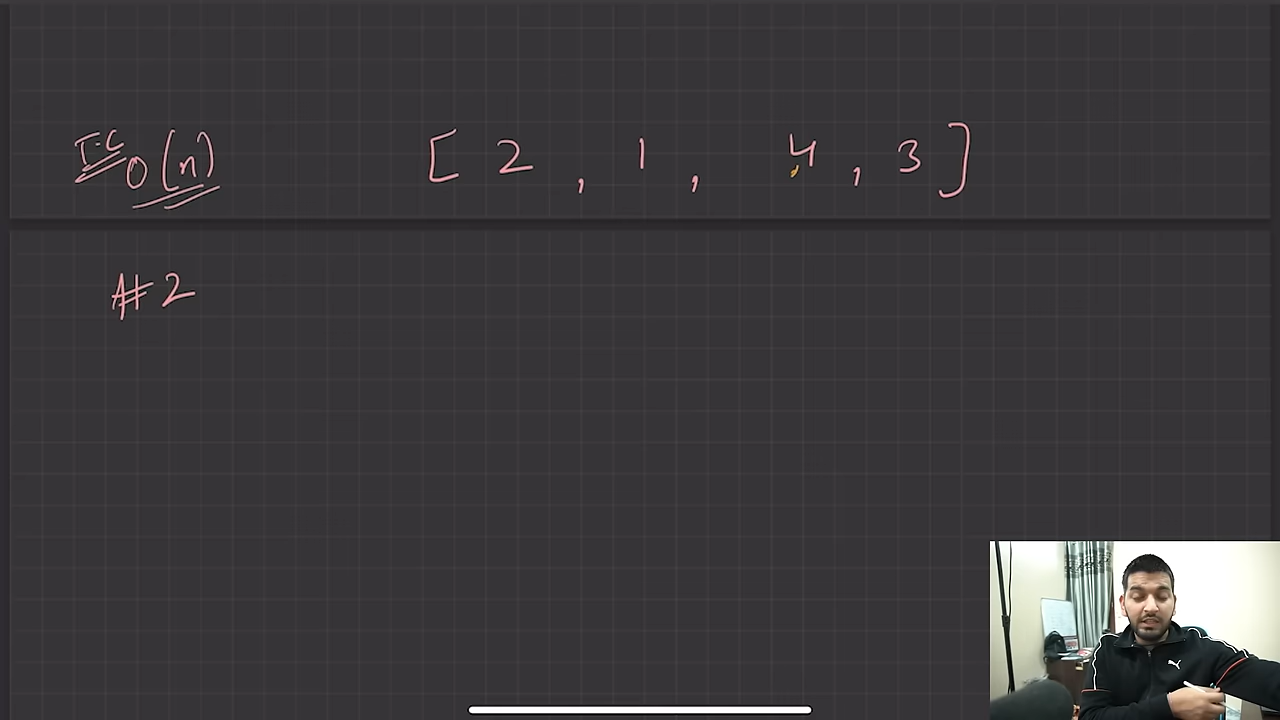 T.C O(n) [ 2 , 1 , 4 , 3 ]
#2